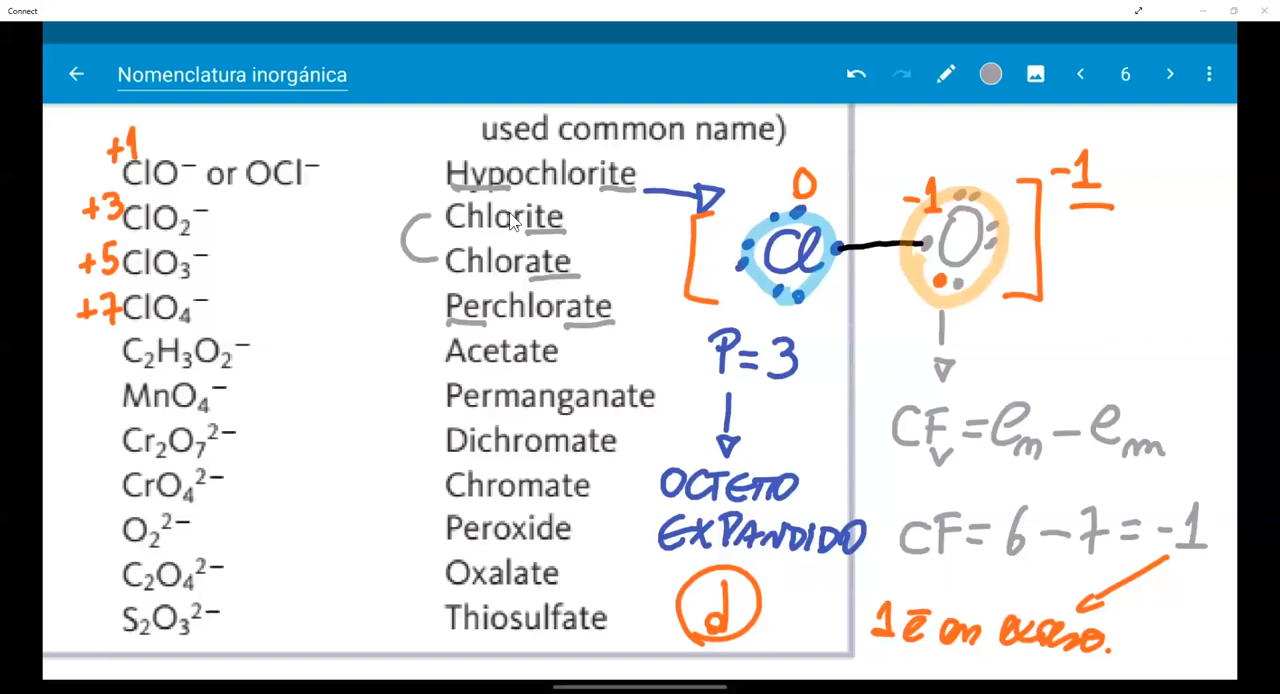 Connect
Nomenclatura inorgánica
6
used common name)
+1
ClO⁻ or OCl⁻ Hypochlorite
+3 ClO₂⁻ Chlorite
+5 ClO₃⁻ Chlorate
+7 ClO₄⁻ Perchlorate
C₂H₃O₂⁻ Acetate
MnO₄⁻ Permanganate
Cr₂O₇²⁻ Dichromate
CrO₄²⁻ Chromate
O₂²⁻ Peroxide
C₂O₄²⁻ Oxalate
S₂O₃²⁻ Thiosulfate
0 -1 -1
[Cl — O]
P=3
OCTETO
EXPANDIDO
d
CF = en - em
v
CF = 6 - 7 = -1
1 ē en exceso.